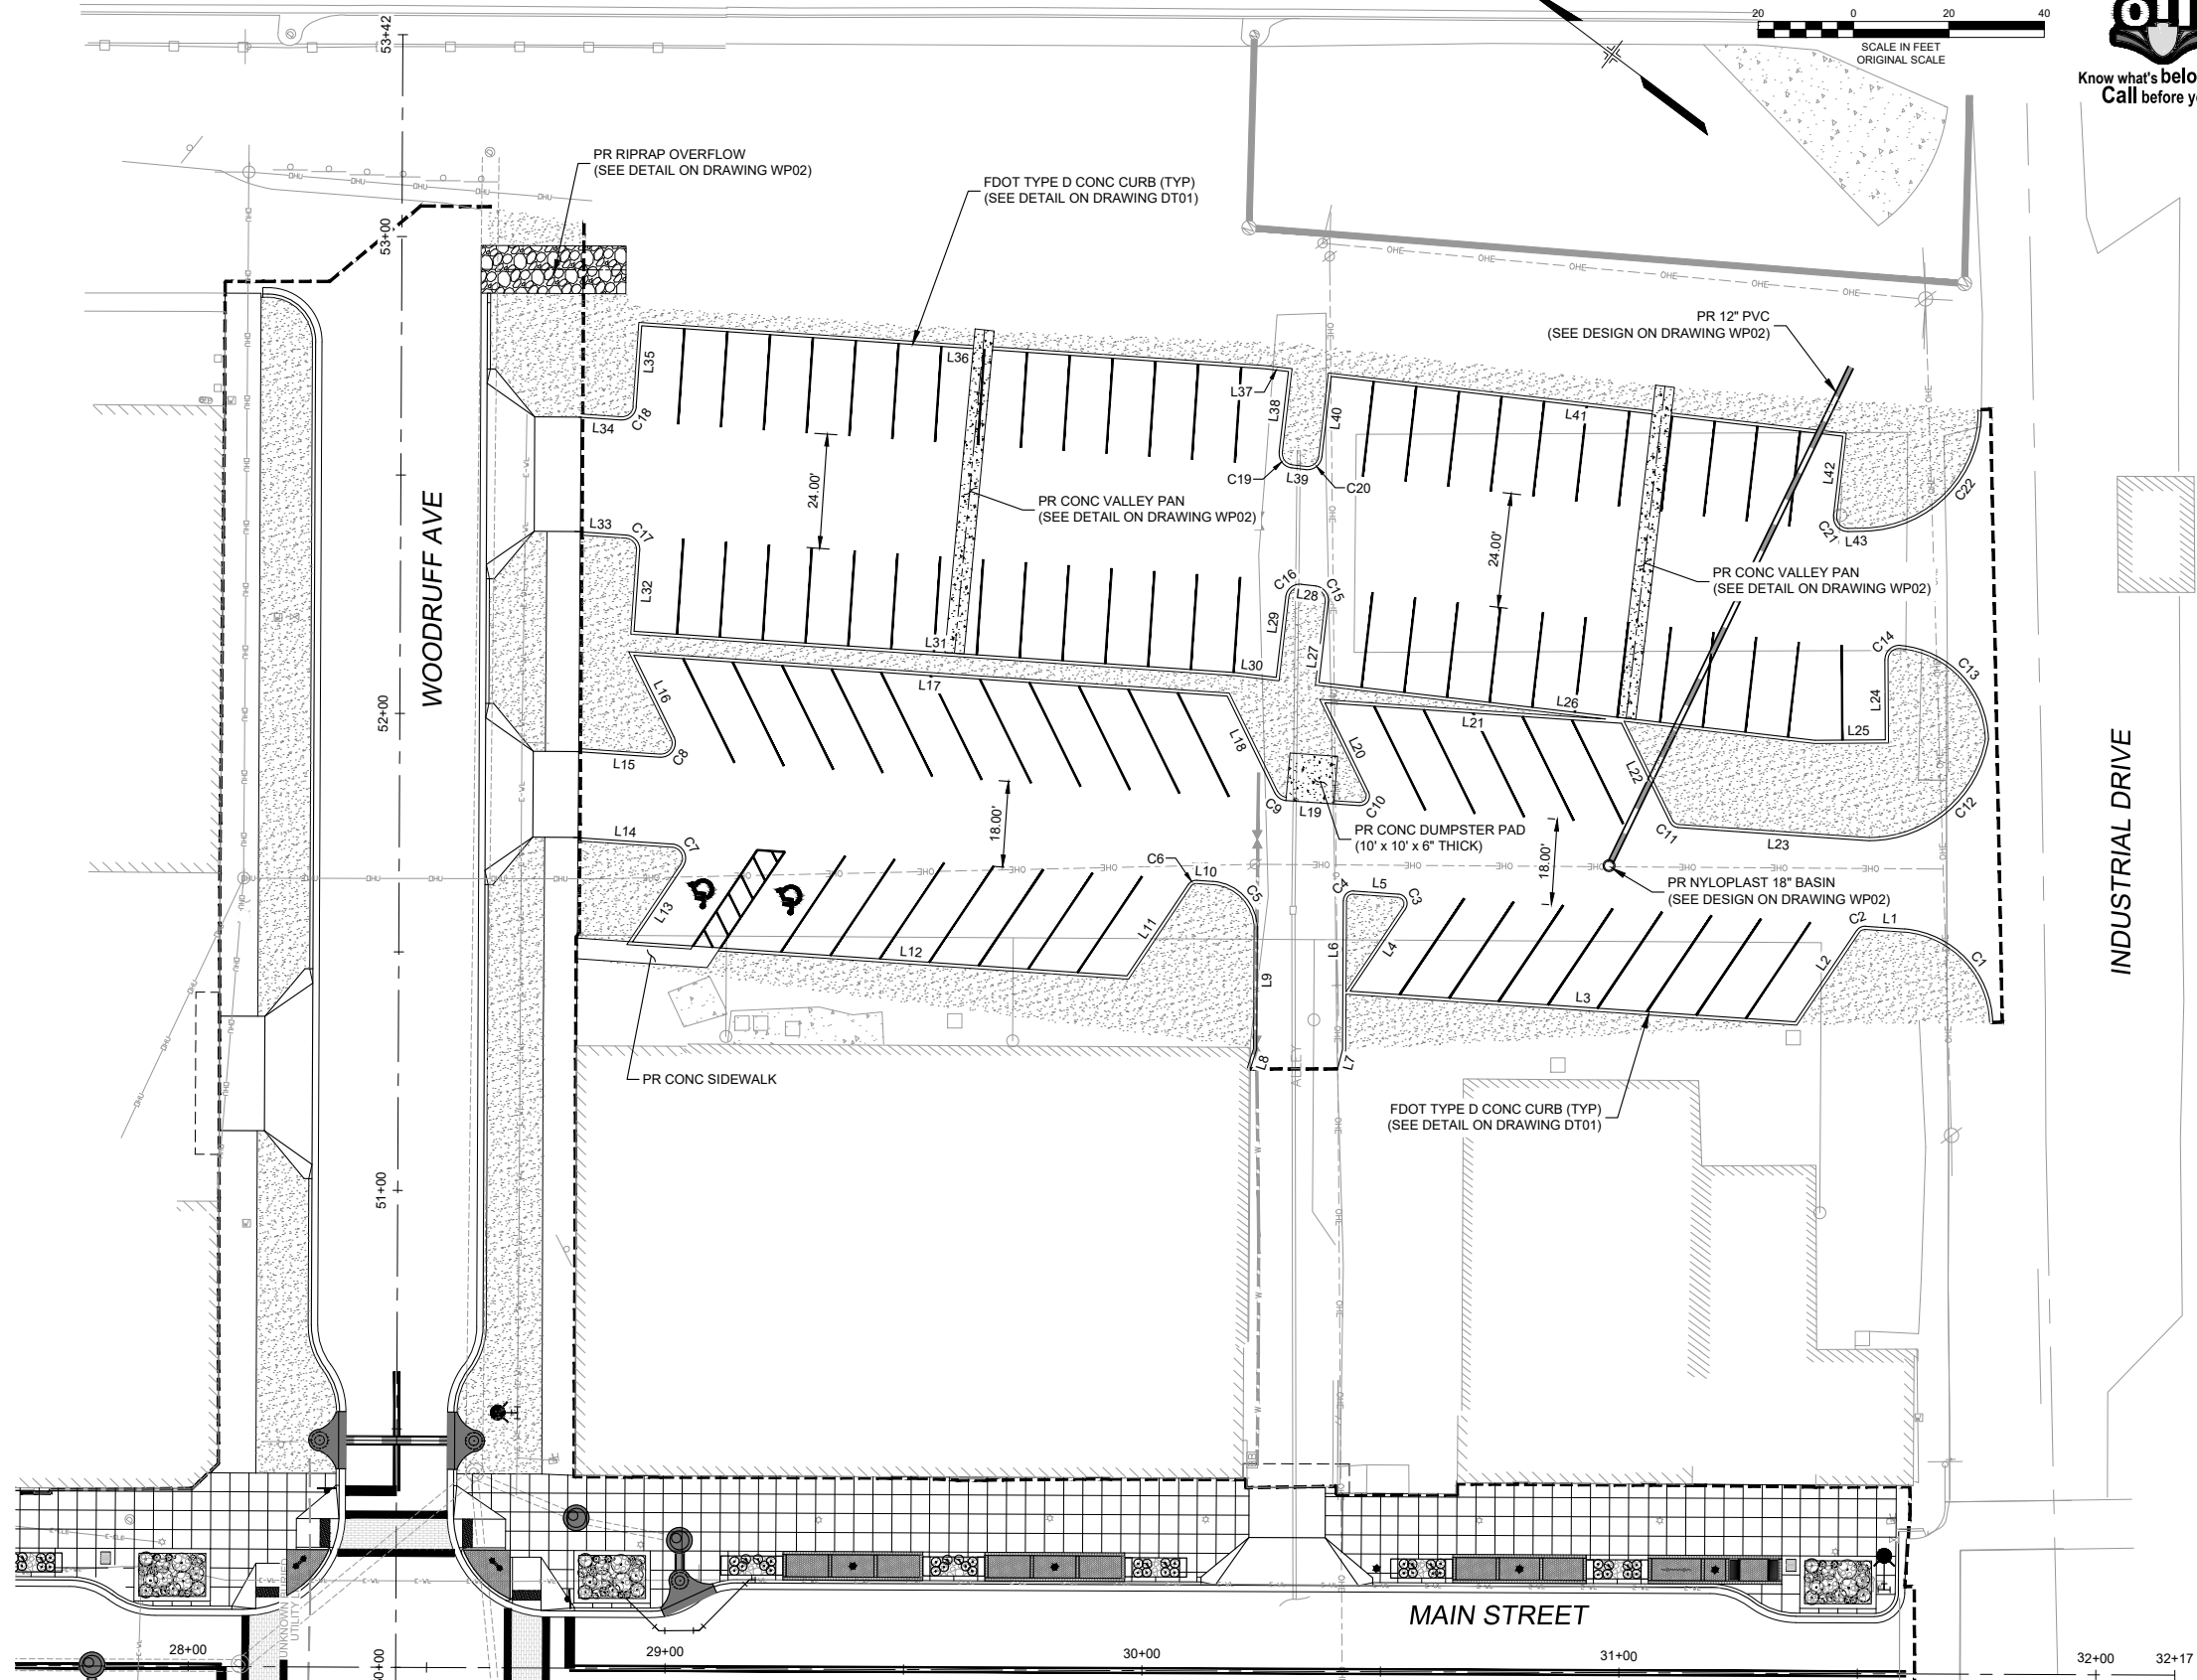 20 0 20 40
SCALE IN FEET
ORIGINAL SCALE
Know what's
Call before
53+42
53+00
52+00
51+00
PR RIPRAP OVERFLOW
(SEE DETAIL ON DRAWING WP02)
FDOT TYPE D CONC CURB (TYP)
(SEE DETAIL ON DRAWING DT01)
PR 12" PVC
(SEE DESIGN ON DRAWING WP02)
OHE OHE OHE OHE OHE
L35
L36
L37
L38
L40
L41
L42
L34
C18
24.00'
C19
L39
C20
24.00'
C21
L43
C22
WOODRUFF AVE
PR CONC VALLEY PAN
(SEE DETAIL ON DRAWING WP02)
L33
C17
L32
C16
L28
C15
L29
L27
PR CONC VALLEY PAN
(SEE DETAIL ON DRAWING WP02)
L31
L30
L17
L26
L21
C14
C13
L24
L25
L16
L15
C8
L18
L20
L22
C9
L19
C10
C11
L23
C12
18.00'
PR CONC DUMPSTER PAD
(10' x 10' x 6" THICK)
18.00'
L14
C7
L13
C6
L10
C5
L11
L12
C4
L5
C3
L6
L4
PR NYLOPLAST 18" BASIN
(SEE DESIGN ON DRAWING WP02)
C2
L1
C1
L2
L3
L9
L8
L7
ALLEY
INDUSTRIAL DRIVE
PR CONC SIDEWALK
FDOT TYPE D CONC CURB (TYP)
(SEE DETAIL ON DRAWING DT01)
MAIN STREET
28+00
29+00
30+00
31+00
32+00
32+17